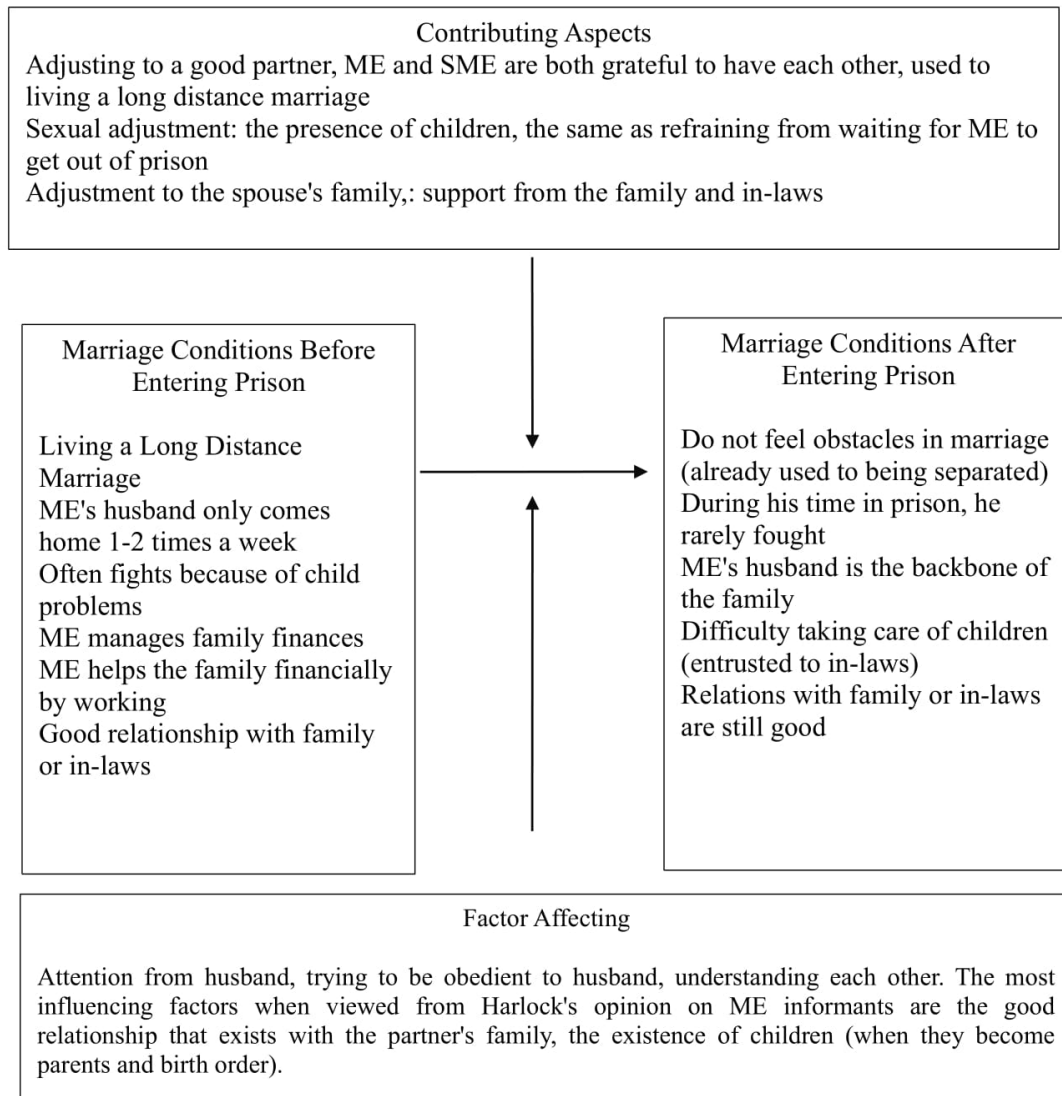 Contributing Aspects
Adjusting to a good partner, ME and SME are both grateful to have each other, used to
living a long distance marriage
Sexual adjustment: the presence of children, the same as refraining from waiting for ME to
get out of prison
Adjustment to the spouse's family,: support from the family and in-laws
Marriage Conditions Before
Entering Prison
Living a Long Distance
Marriage
ME's husband only comes
home 1-2 times a week
Often fights because of child
problems
ME manages family finances
ME helps the family financially
by working
Good relationship with family
or in-laws
Marriage Conditions After
Entering Prison
Do not feel obstacles in marriage
(already used to being separated)
During his time in prison, he
rarely fought
ME's husband is the backbone of
the family
Difficulty taking care of children
(entrusted to in-laws)
Relations with family or in-laws
are still good
Factor Affecting
Attention from husband, trying to be obedient to husband, understanding each other. The most
influencing factors when viewed from Harlock's opinion on ME informants are the good
relationship that exists with the partner's family, the existence of children (when they become
parents and birth order).